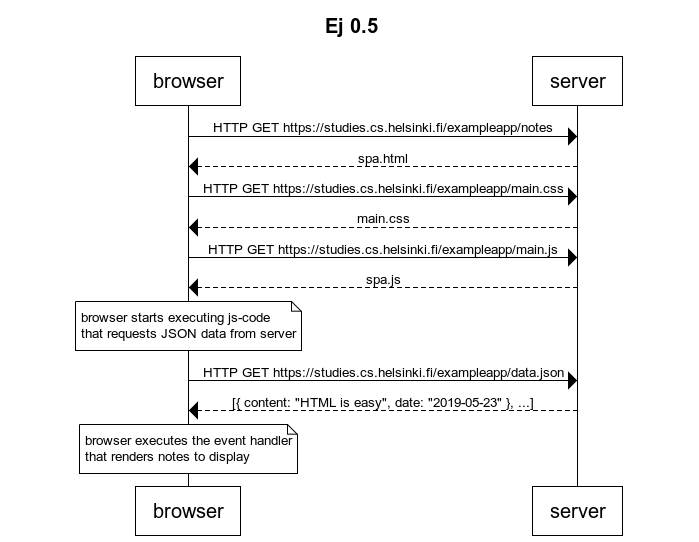 Ej 0.5
browser
server
HTTP GET https://studies.cs.helsinki.fi/exampleapp/notes
spa.html
HTTP GET https://studies.cs.helsinki.fi/exampleapp/main.css
main.css
HTTP GET https://studies.cs.helsinki.fi/exampleapp/main.js
spa.js
browser starts executing js-code
that requests JSON data from server
HTTP GET https://studies.cs.helsinki.fi/exampleapp/data.json
[{ content: "HTML is easy", date: "2019-05-23" }, ...]
browser executes the event handler
that renders notes to display
browser
server